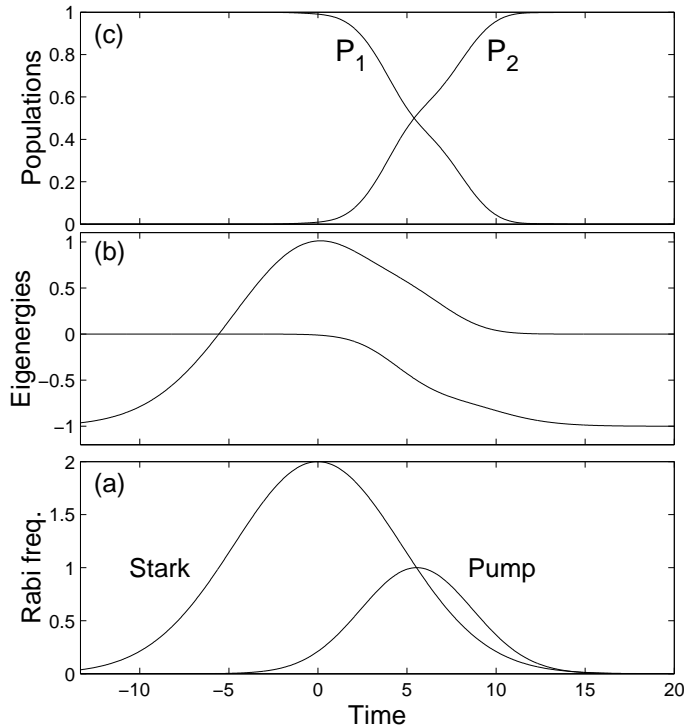 (c)
P1
P2
1
0.8
0.6
0.4
0.2
0
Populations
(b)
1
0.5
0
−0.5
−1
Eigenergies
(a)
2
1.5
1
0.5
0
Rabi freq.
Stark
Pump
−10
−5
0
5
10
15
20
Time